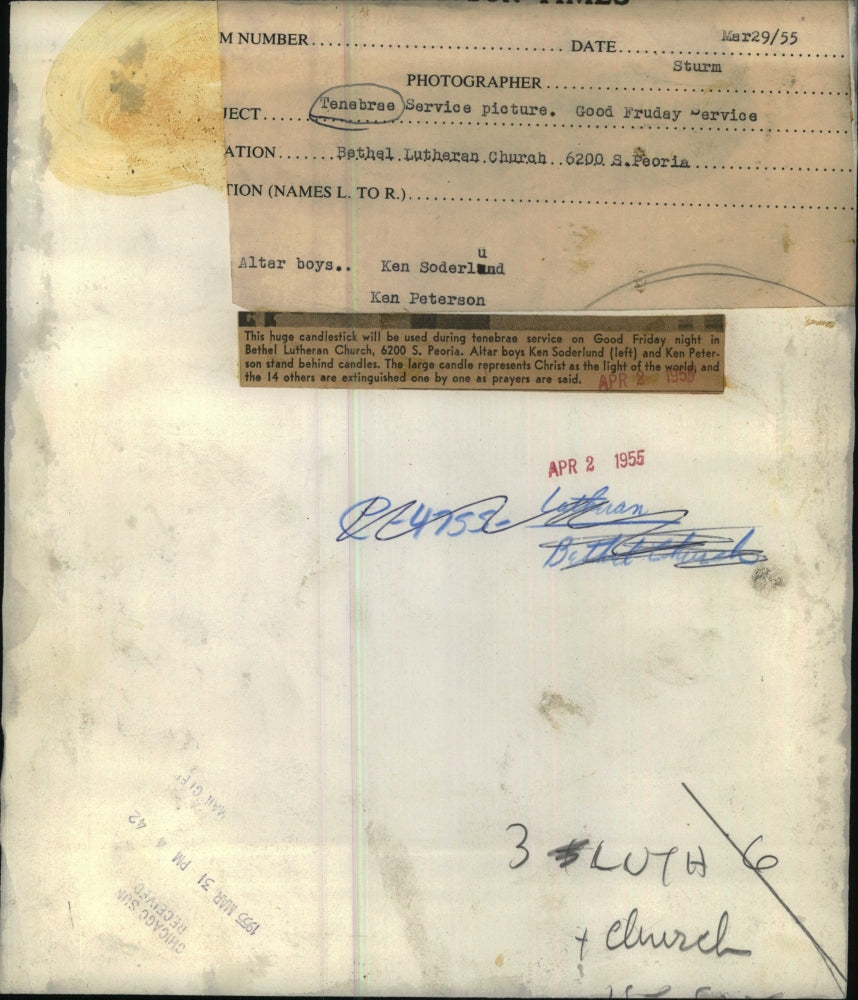 SUN-TIMES
M NUMBER.......... DATE.......... Mar29/55
PHOTOGRAPHER.......... Sturm
JECT..... Tenebrae Service picture. Good Fruday Service
ATION....... Bethel Lutheran Church.. 6200 S.Peoria..........
TION (NAMES L. TO R.)..........
u
Altar boys.. Ken Soderland
Ken Peterson
This huge candlestick will be used during tenebrae service on Good Friday night in
Bethel Lutheran Church, 6200 S. Peoria. Altar boys Ken Soderlund (left) and Ken Peter-
son stand behind candles. The large candle represents Christ as the light of the world, and
the 14 others are extinguished one by one as prayers are said. APR 2 1955
APR 2 1955
Lutheran
Bethel Church
3 LUTH 6
+ church
1955 MAR 31 PM 4 42
RECEIVED
CHICAGO SUN